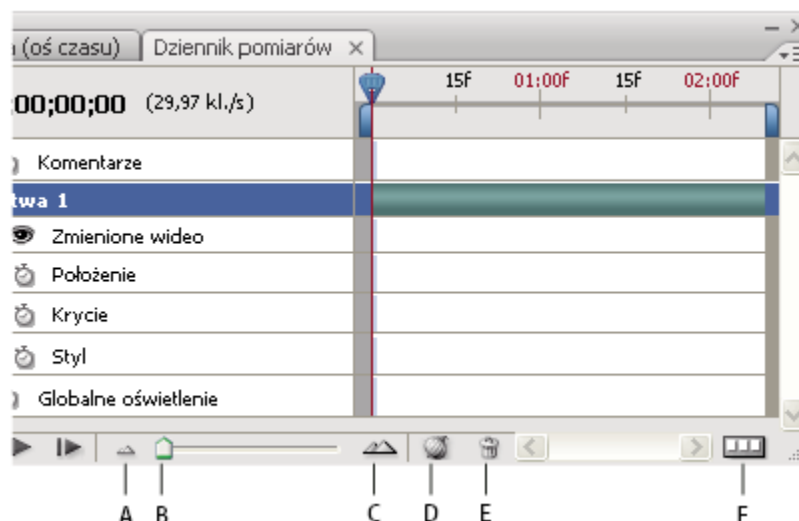 (oś czasu) Dziennik pomiarów
;00;00;00 (29,97 kl./s) 15f 01:00f 15f 02:00f
Komentarze
twa 1
Zmienione wideo
Położenie
Krycie
Styl
Globalne oświetlenie
A B C D E F